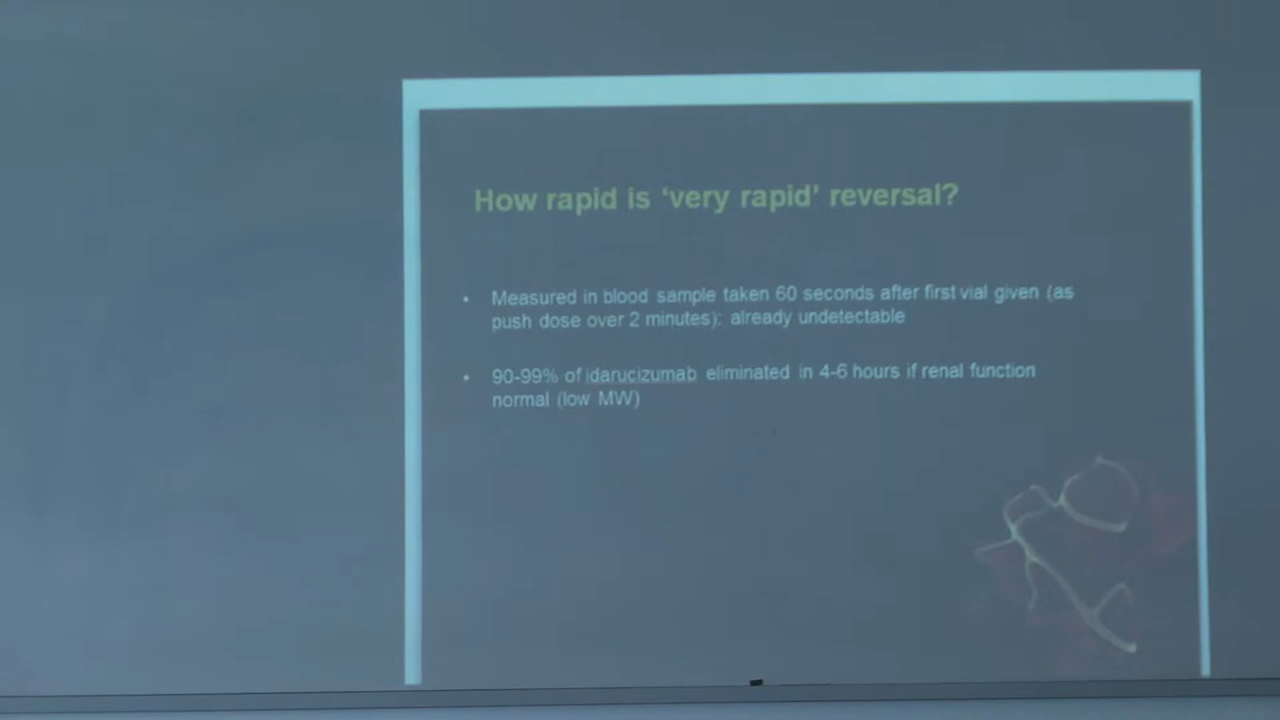 How rapid is ‘very rapid’ reversal?
• Measured in blood sample taken 60 seconds after first vial given (as
push dose over 2 minutes): already undetectable
• 90-99% of idarucizumab eliminated in 4-6 hours if renal function
normal (low MW)